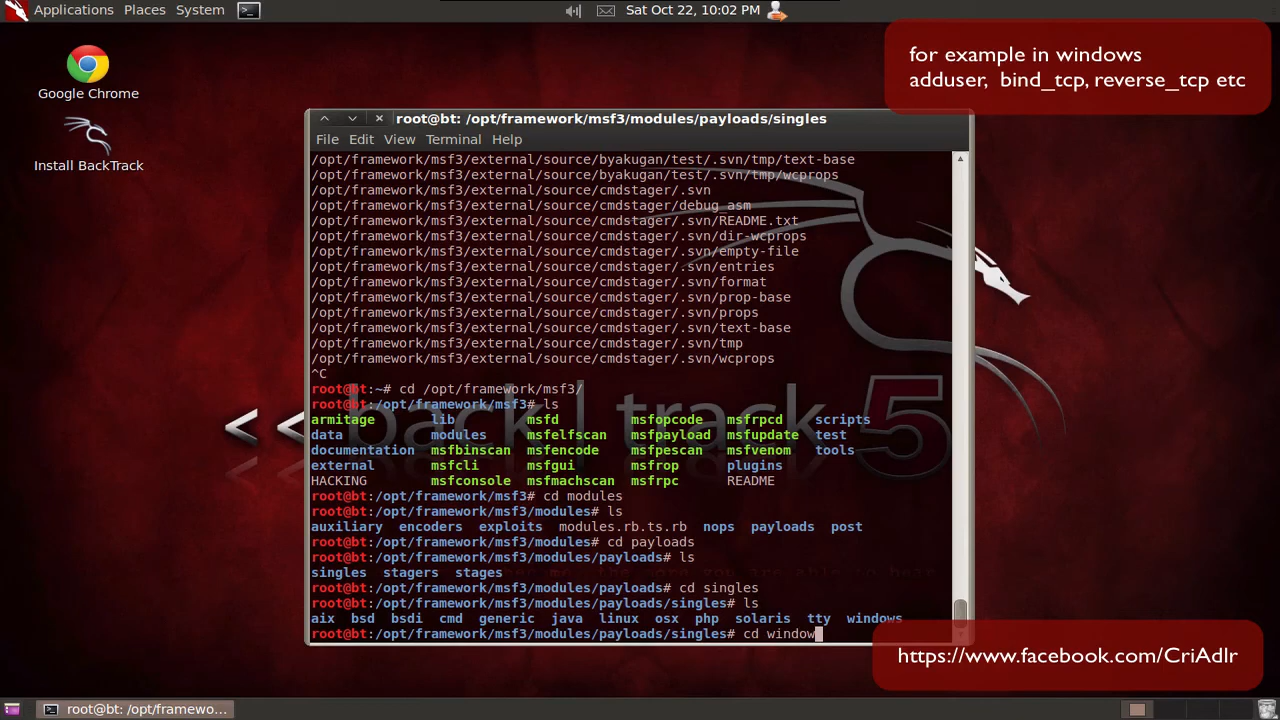 Applications Places System
Sat Oct 22, 10:02 PM
for example in windows
adduser, bind_tcp, reverse_tcp etc
Google Chrome
Install BackTrack
root@bt: /opt/framework/msf3/modules/payloads/singles
File Edit View Terminal Help
/opt/framework/msf3/external/source/byakugan/test/.svn/tmp/text-base
/opt/framework/msf3/external/source/byakugan/test/.svn/tmp/wcprops
/opt/framework/msf3/external/source/cmdstager/.svn
/opt/framework/msf3/external/source/cmdstager/debug_asm
/opt/framework/msf3/external/source/cmdstager/.svn/README.txt
/opt/framework/msf3/external/source/cmdstager/.svn/dir-wcprops
/opt/framework/msf3/external/source/cmdstager/.svn/empty-file
/opt/framework/msf3/external/source/cmdstager/.svn/entries
/opt/framework/msf3/external/source/cmdstager/.svn/format
/opt/framework/msf3/external/source/cmdstager/.svn/prop-base
/opt/framework/msf3/external/source/cmdstager/.svn/props
/opt/framework/msf3/external/source/cmdstager/.svn/text-base
/opt/framework/msf3/external/source/cmdstager/.svn/tmp
/opt/framework/msf3/external/source/cmdstager/.svn/wcprops
^C
root@bt:~# cd /opt/framework/msf3/
root@bt:/opt/framework/msf3# ls
armitage lib msfd msfopcode msfrpcd scripts
data modules msfelfscan msfpayload msfupdate test
documentation msfbinscan msfencode msfpescan msfvenom tools
external msfcli msfgui msfrop plugins
HACKING msfconsole msfmachscan msfrpc README
root@bt:/opt/framework/msf3# cd modules
root@bt:/opt/framework/msf3/modules# ls
auxiliary encoders exploits modules.rb.ts.rb nops payloads post
root@bt:/opt/framework/msf3/modules# cd payloads
root@bt:/opt/framework/msf3/modules/payloads# ls
singles stagers stages
root@bt:/opt/framework/msf3/modules/payloads# cd singles
root@bt:/opt/framework/msf3/modules/payloads/singles# ls
aix bsd bsdi cmd generic java linux osx php solaris tty windows
root@bt:/opt/framework/msf3/modules/payloads/singles# cd window
<< back | track 5
https://www.facebook.com/CriAdlr
root@bt: /opt/framewo...